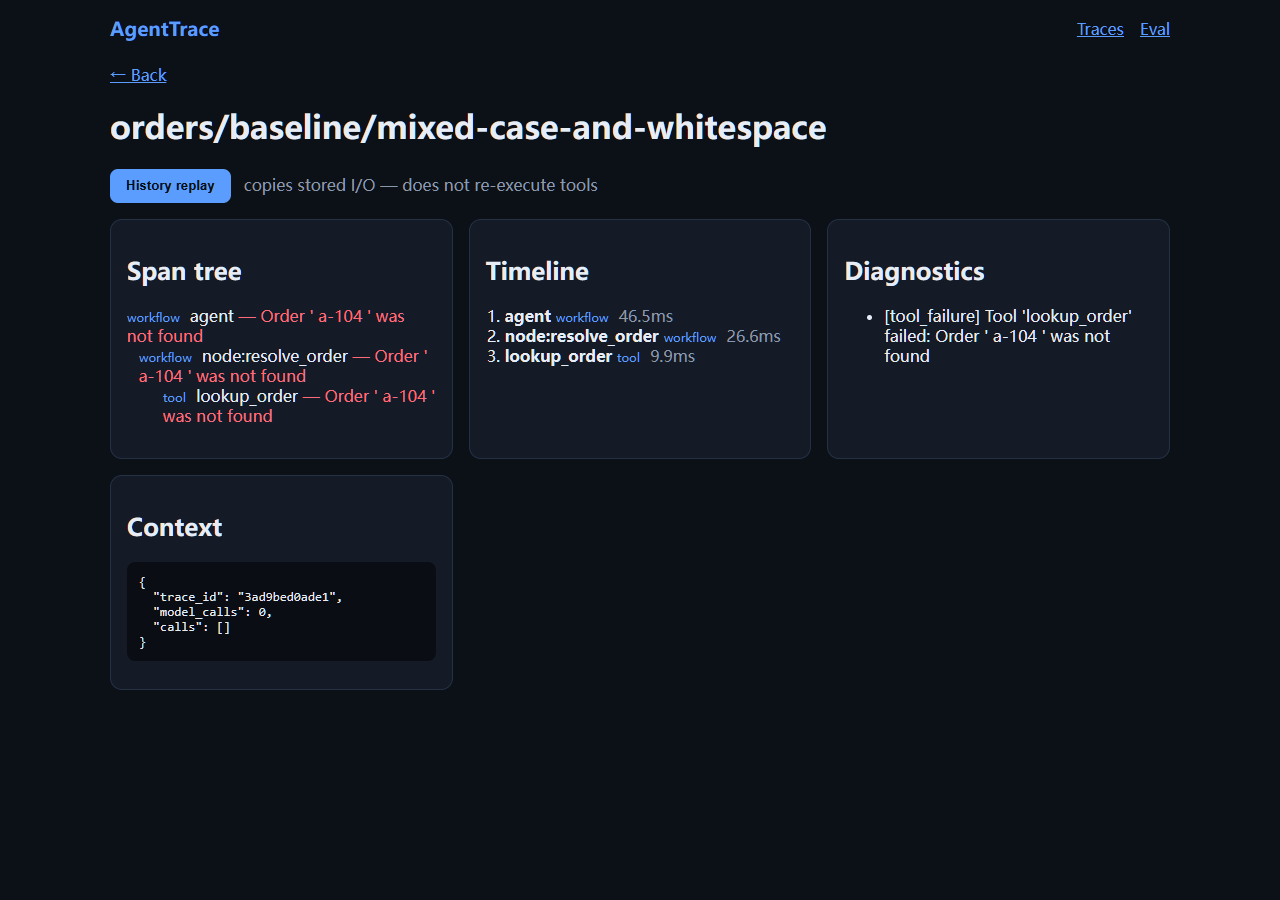 AgentTrace
Traces Eval
← Back
orders/baseline/mixed-case-and-whitespace
History replay copies stored I/O — does not re-execute tools
Span tree
workflow agent — Order ' a-104 ' was
not found
workflow node:resolve_order — Order '
a-104 ' was not found
tool lookup_order — Order ' a-104 '
was not found
Timeline
1. agent workflow 46.5ms
2. node:resolve_order workflow 26.6ms
3. lookup_order tool 9.9ms
Diagnostics
• [tool_failure] Tool 'lookup_order'
failed: Order ' a-104 ' was not
found
Context
{
  "trace_id": "3ad9bed0ade1",
  "model_calls": 0,
  "calls": []
}